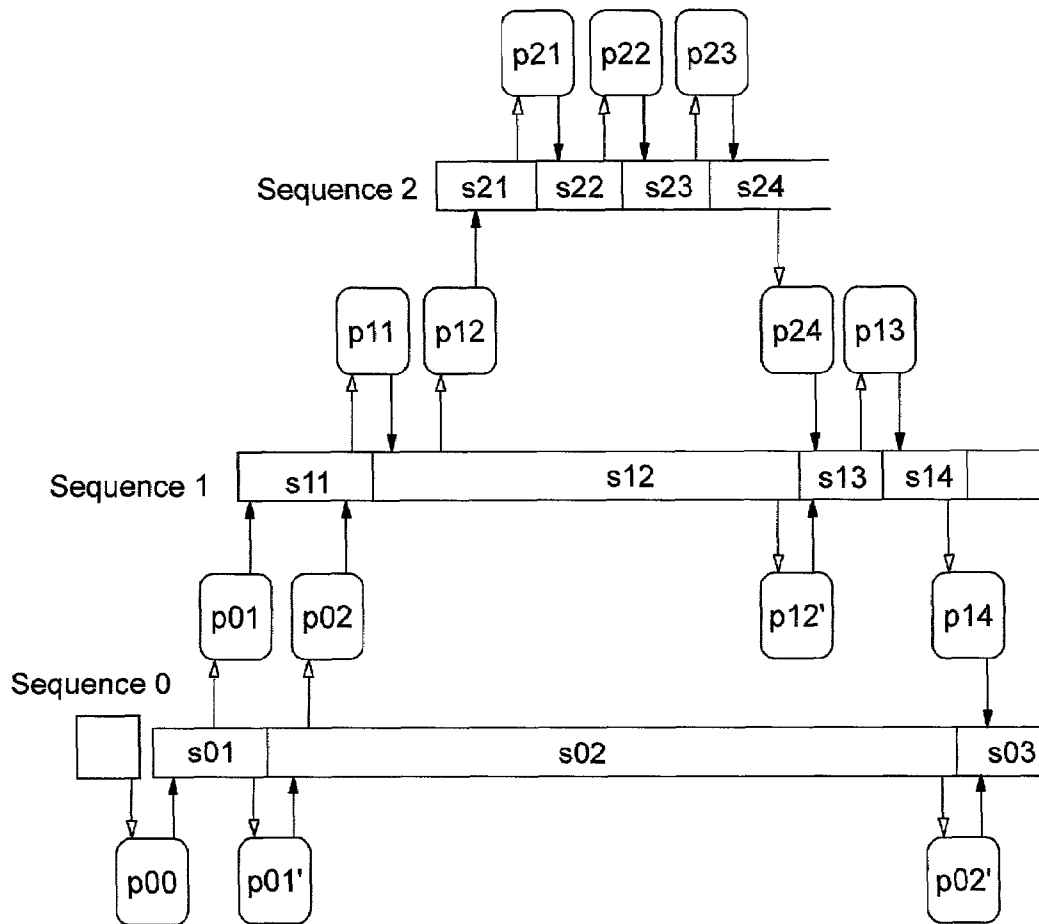 p21 p22 p23
Sequence 2 s21 s22 s23 s24
p11 p12 p24 p13
Sequence 1 s11 s12 s13 s14
p01 p02 p12' p14
Sequence 0
s01 s02 s03
p00 p01' p02'